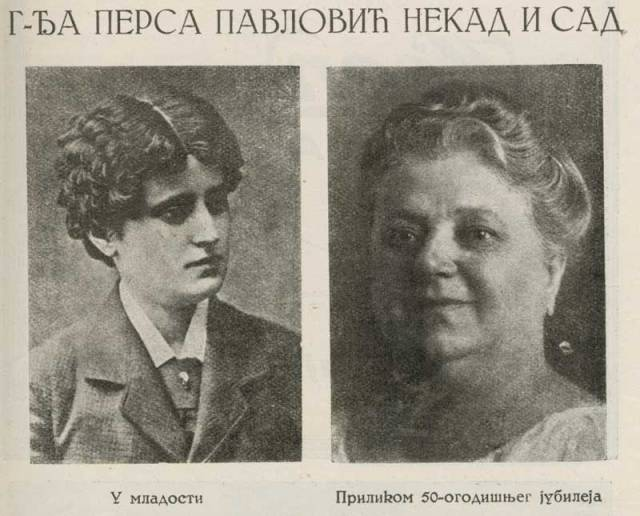 Г-ЂА ПЕРСА ПАВЛОВИЋ НЕКАД И САД
У младости
Приликом 50-огодишњег јубилеја